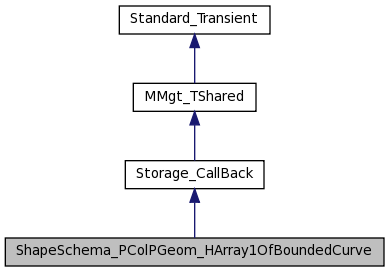 Standard_Transient
MMgt_TShared
Storage_CallBack
ShapeSchema_PColPGeom_HArray1OfBoundedCurve